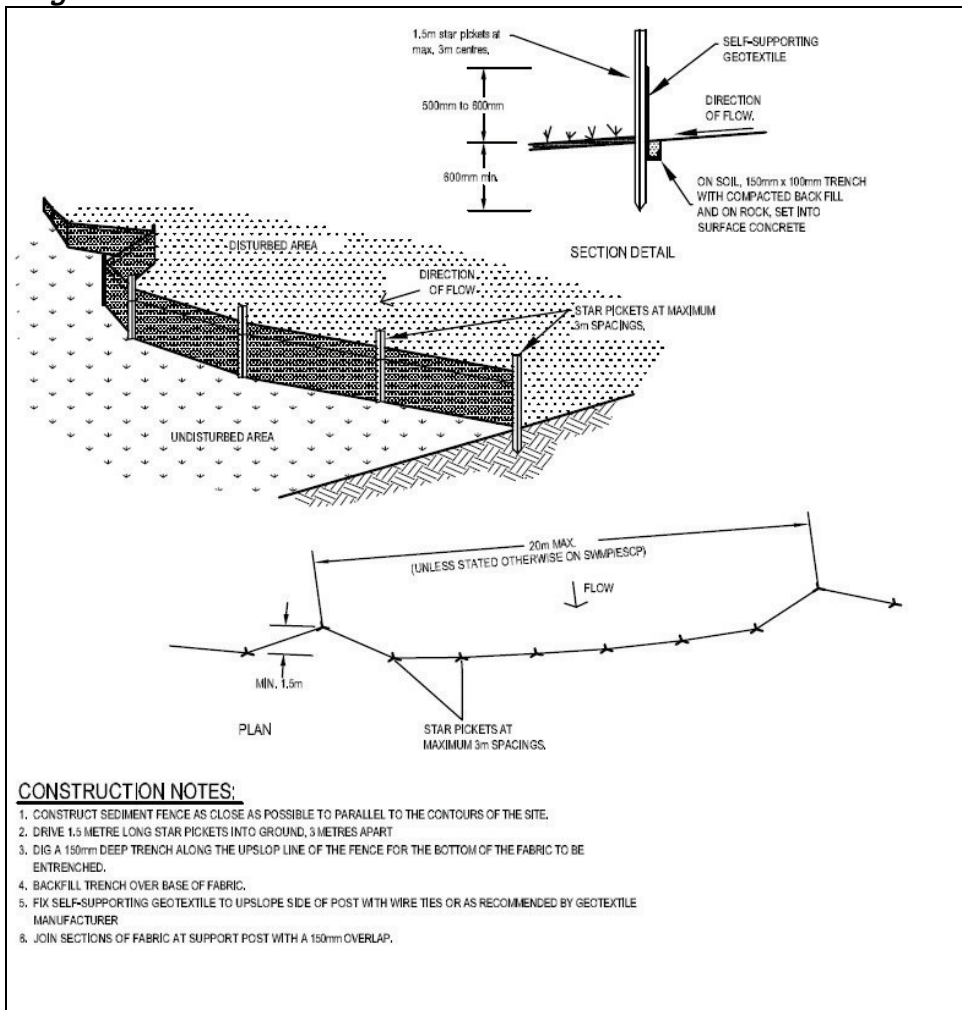 1.5m star pickets at
max. 3m centres.
SELF-SUPPORTING
GEOTEXTILE
500mm to 600mm
DIRECTION
OF FLOW.
600mm min.
ON SOIL, 150mm x 100mm TRENCH
WITH COMPACTED BACK FILL
AND ON ROCK, SET INTO
SURFACE CONCRETE
SECTION DETAIL
DISTURBED AREA
DIRECTION
OF FLOW
STAR PICKETS AT MAXIMUM
3m SPACINGS.
UNDISTURBED AREA
20m MAX.
(UNLESS STATED OTHERWISE ON SWMP/ESCP)
FLOW
MIN. 1.5m
PLAN
STAR PICKETS AT
MAXIMUM 3m SPACINGS.
CONSTRUCTION NOTES:
1. CONSTRUCT SEDIMENT FENCE AS CLOSE AS POSSIBLE TO PARALLEL TO THE CONTOURS OF THE SITE.
2. DRIVE 1.5 METRE LONG STAR PICKETS INTO GROUND, 3 METRES APART
3. DIG A 150mm DEEP TRENCH ALONG THE UPSLOP LINE OF THE FENCE FOR THE BOTTOM OF THE FABRIC TO BE
ENTRENCHED.
4. BACKFILL TRENCH OVER BASE OF FABRIC.
5. FIX SELF-SUPPORTING GEOTEXTILE TO UPSLOPE SIDE OF POST WITH WIRE TIES OR AS RECOMMENDED BY GEOTEXTILE
MANUFACTURER
6. JOIN SECTIONS OF FABRIC AT SUPPORT POST WITH A 150mm OVERLAP.